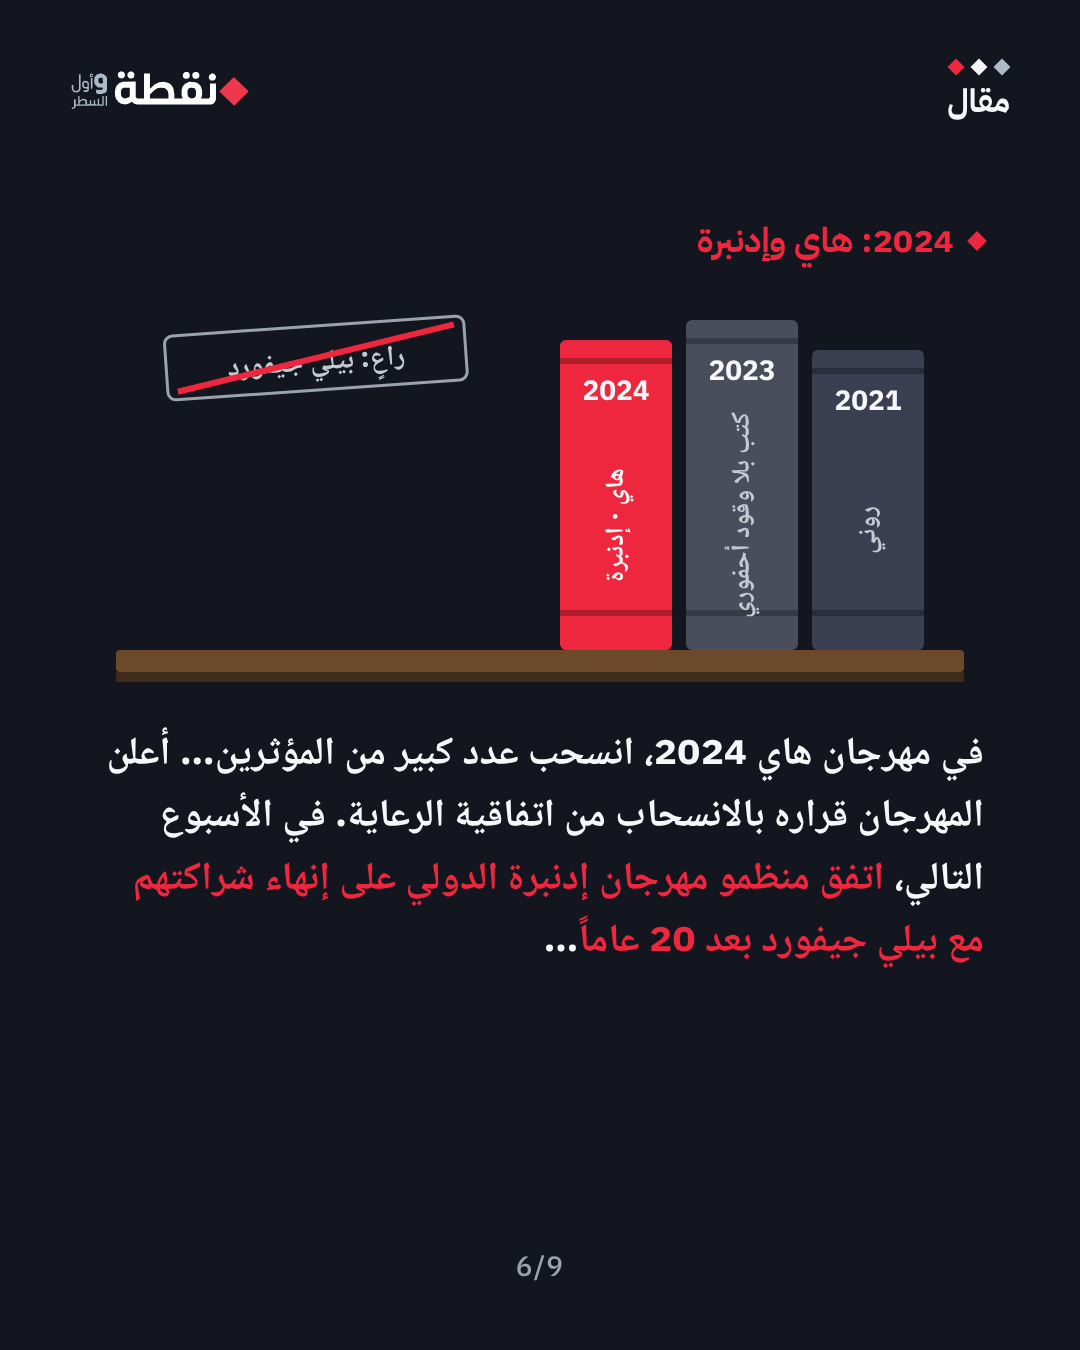 مقال
نقطة
وأول
السطر
2024: هاي وإدنبرة
2021
روني
2023
كتب بلا وقود أحفوري
2024
هاي · إدنبرة
راعٍ: بيلي جيفورد
في مهرجان هاي 2024، انسحب عدد كبير من المؤثرين... أعلن
المهرجان قراره بالانسحاب من اتفاقية الرعاية. في الأسبوع
التالي، اتفق منظمو مهرجان إدنبرة الدولي على إنهاء شراكتهم
مع بيلي جيفورد بعد 20 عاماً...
6/9